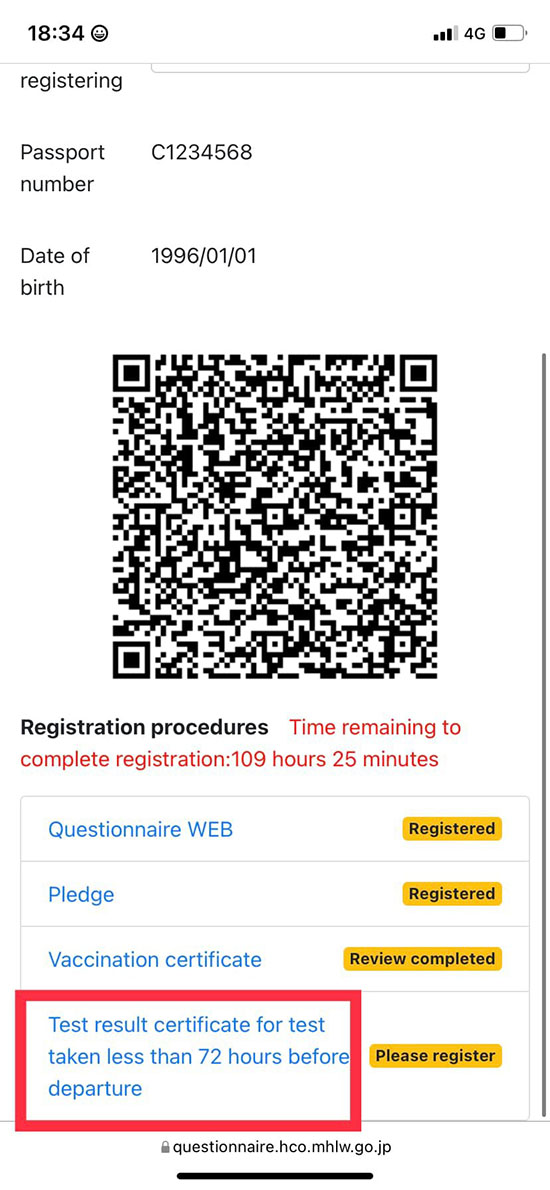 18:34
4G
registering
Passport C1234568
number
Date of 1996/01/01
birth
Registration procedures Time remaining to
complete registration:109 hours 25 minutes
Questionnaire WEB Registered
Pledge Registered
Vaccination certificate Review completed
Test result certificate for test
taken less than 72 hours before Please register
departure
questionnaire.hco.mhlw.go.jp